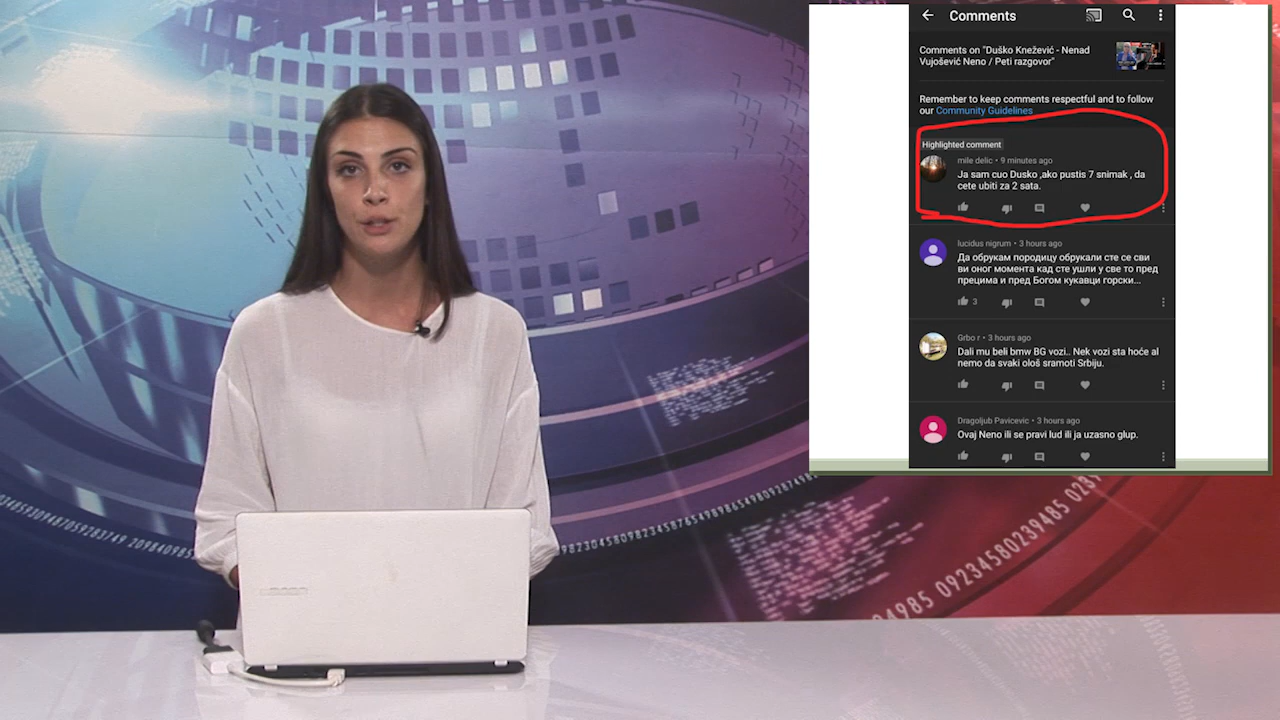 Comments
Comments on "Duško Knežević - Nenad
Vujošević Neno / Peti razgovor"
Remember to keep comments respectful and to follow
our Community Guidelines
Highlighted comment
mile delic • 9 minutes ago
Ja sam cuo Dusko ,ako pustis 7 snimak , da
cete ubiti za 2 sata.
lucidus nigrum • 3 hours ago
Да обрукам породицу обрукали сте се сви
ви оног момента кад сте ушли у све то пред
прецима и пред Богом кукавци горски...
3
Grbo r • 3 hours ago
Dali mu beli bmw BG vozi.. Nek vozi sta hoće al
nemo da svaki ološ sramoti Srbiju.
Dragoljub Pavicevic • 3 hours ago
Ovaj Neno ili se pravi lud ili ja uzasno glup.
04985 09234580239485 0239